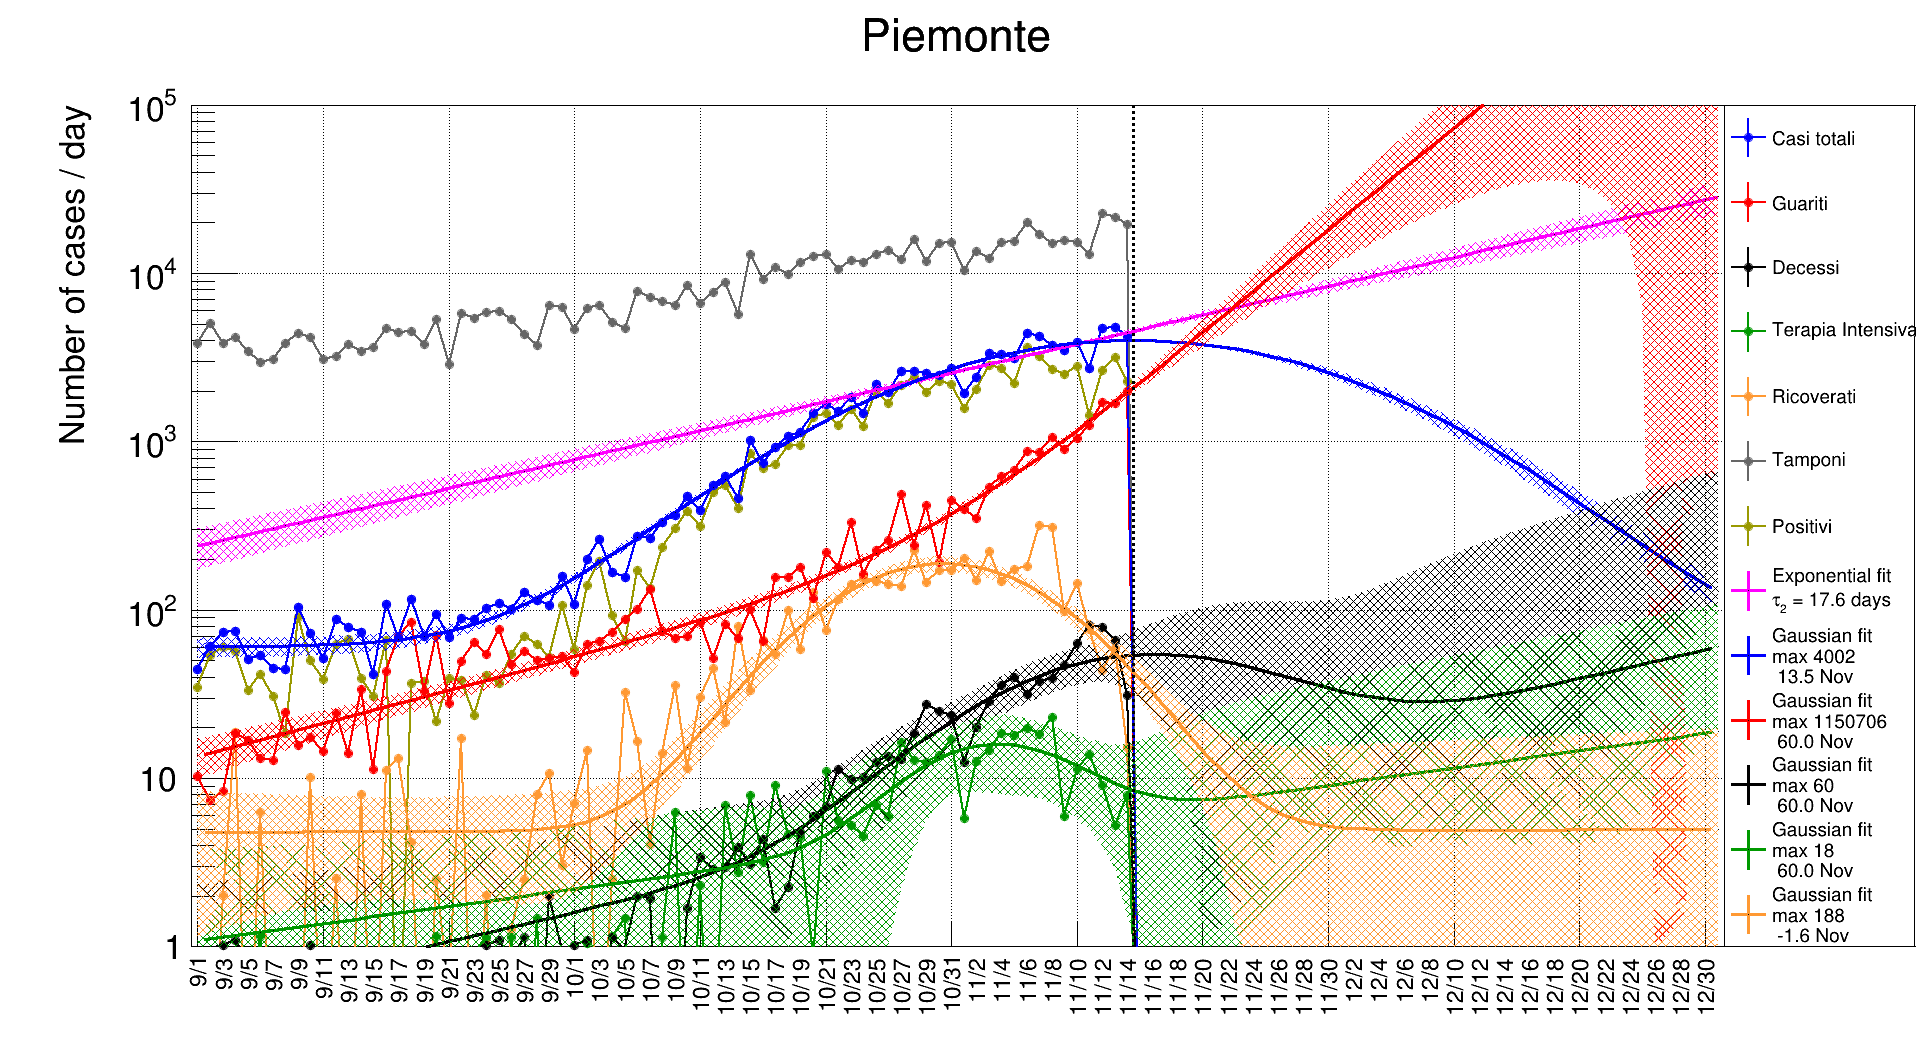 Piemonte
Number of cases / day
10^5
10^4
10^3
10^2
10
1
9/1 9/3 9/5 9/7 9/9 9/11 9/13 9/15 9/17 9/19 9/21 9/23 9/25 9/27 9/29 10/1 10/3 10/5 10/7 10/9 10/11 10/13 10/15 10/17 10/19 10/21 10/23 10/25 10/27 10/29 10/31 11/2 11/4 11/6 11/8 11/10 11/12 11/14 11/16 11/18 11/20 11/22 11/24 11/26 11/28 11/30 12/2 12/4 12/6 12/8 12/10 12/12 12/14 12/16 12/18 12/20 12/22 12/24 12/26 12/28 12/30
Casi totali
Guariti
Decessi
Terapia Intensiva
Ricoverati
Tamponi
Positivi
Exponential fit
τ2 = 17.6 days
Gaussian fit
max 4002
13.5 Nov
Gaussian fit
max 1150706
60.0 Nov
Gaussian fit
max 60
60.0 Nov
Gaussian fit
max 18
60.0 Nov
Gaussian fit
max 188
-1.6 Nov